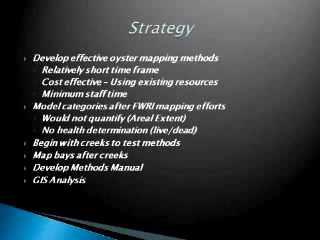 Strategy
Develop effective oyster mapping methods
Relatively short time frame
Cost effective – Using existing resources
Minimum staff time
Model categories after FWRI mapping efforts
Would not quantify (Areal Extent)
No health determination (live/dead)
Begin with creeks to test methods
Map bays after creeks
Develop Methods Manual
GIS Analysis